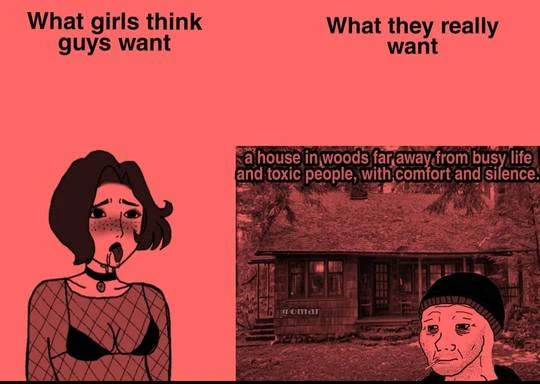 What girls think
guys want
What they really
want
a house in woods far away from busy life
and toxic people, with comfort and silence.
@omar